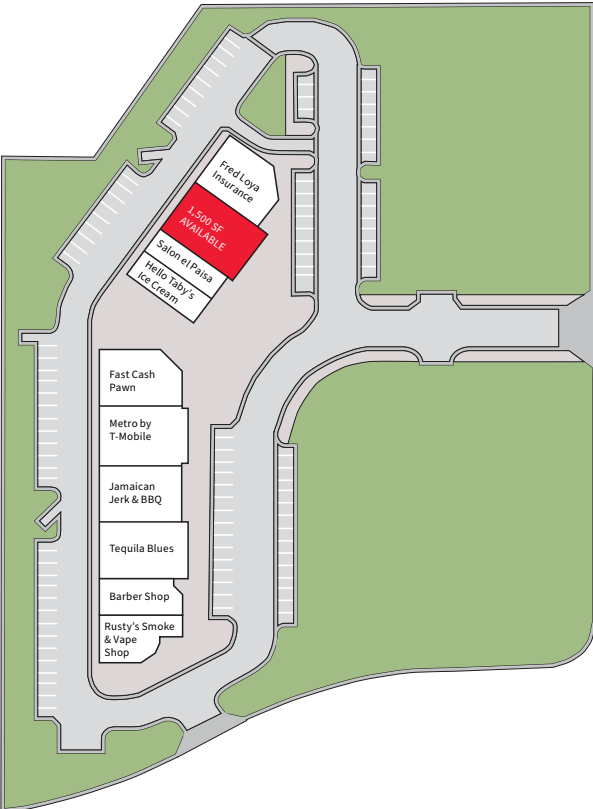 Fred Loya
Insurance
1,500 SF
AVAILABLE
Salon el Paisa
Hello Taby's
Ice Cream
Fast Cash
Pawn
Metro by
T-Mobile
Jamaican
Jerk & BBQ
Tequila Blues
Barber Shop
Rusty's Smoke
& Vape
Shop